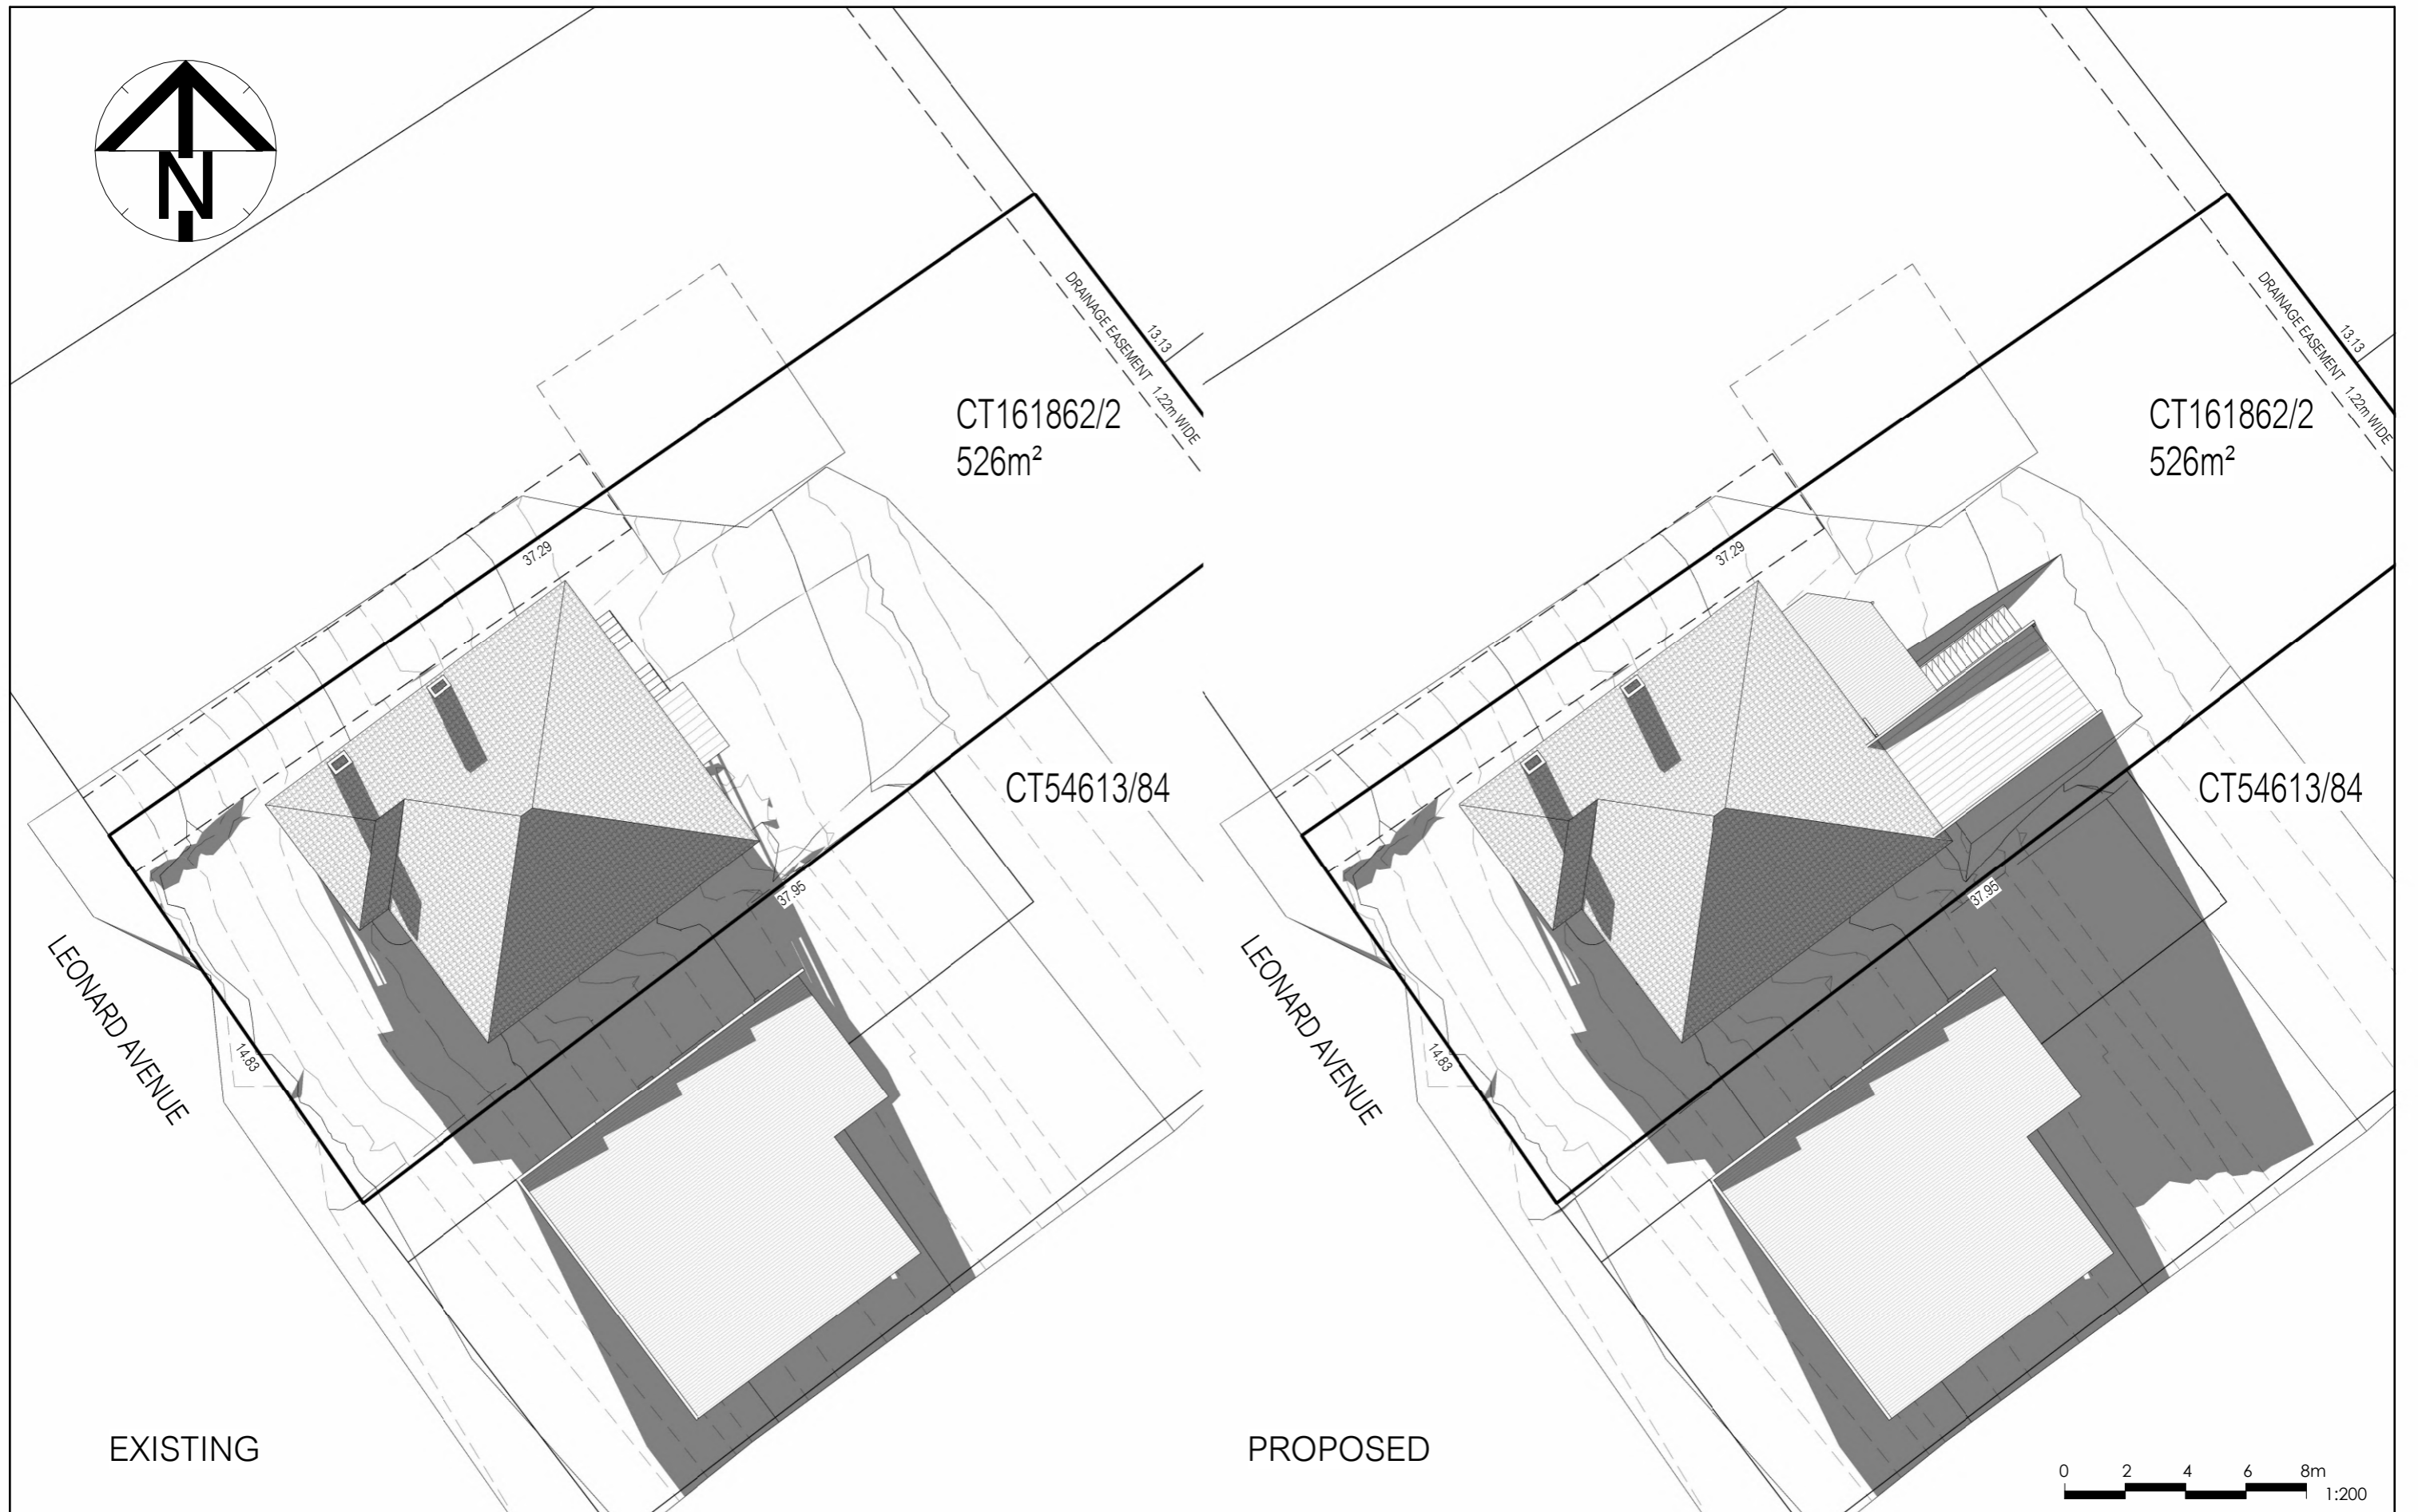 N
DRAINAGE EASEMENT 1.22m WIDE
13.13
CT161862/2
526m²
37.29
CT54613/84
37.95
LEONARD AVENUE
14.83
EXISTING
DRAINAGE EASEMENT 1.22m WIDE
13.13
CT161862/2
526m²
37.29
CT54613/84
37.95
LEONARD AVENUE
14.83
PROPOSED
0 2 4 6 8m
1:200